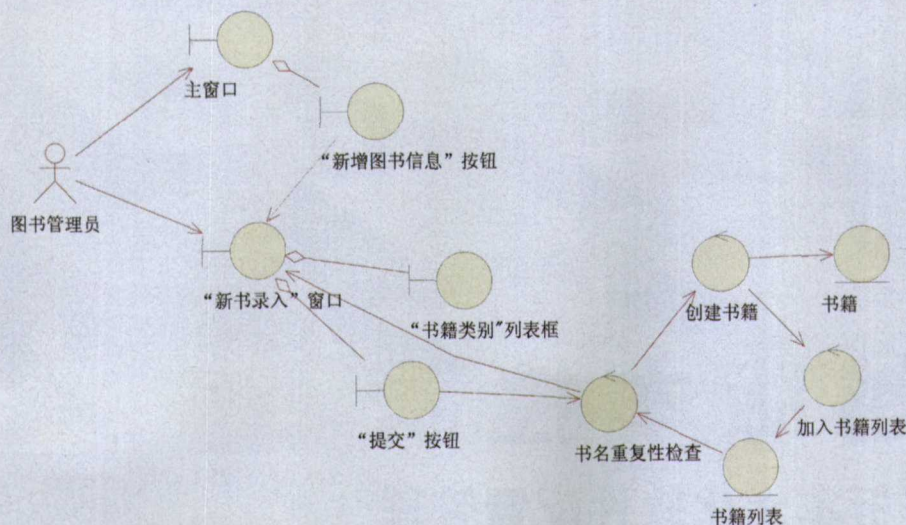 主窗口
“新增图书信息”按钮
图书管理员
“新书录入”窗口
“书籍类别"列表框
创建书籍
书籍
“提交”按钮
加入书籍列表
书名重复性检查
书籍列表